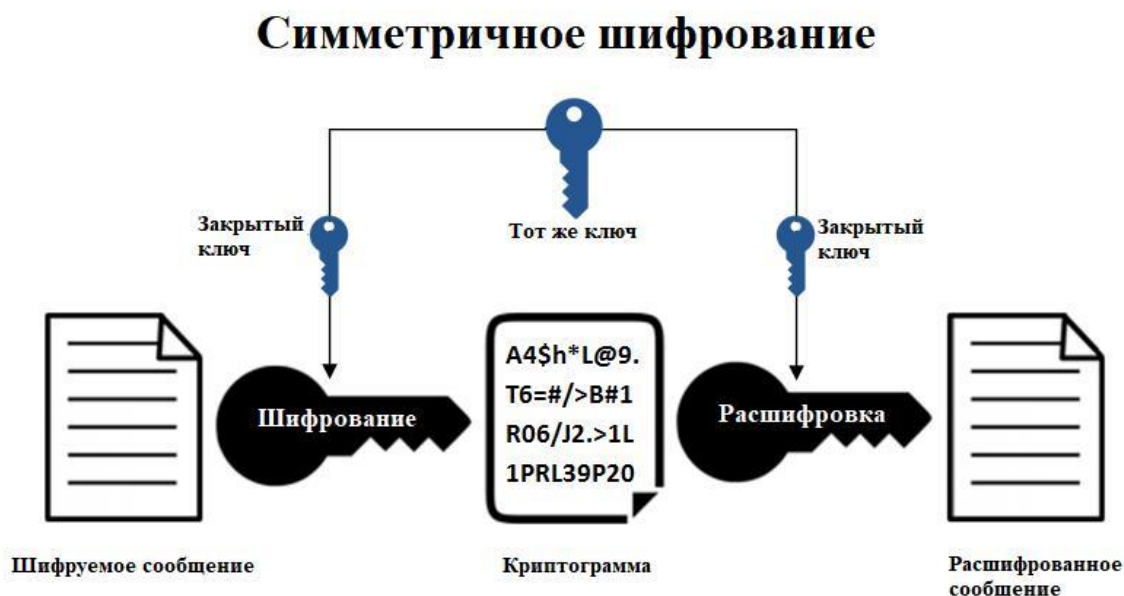 Симметричное шифрование
Закрытый
ключ
Тот же ключ
Закрытый
ключ
Шифрование
A4$h*L@9.
T6=#/>B#1
R06/J2.>1L
1PRL39P20
Расшифровка
Шифруемое сообщение
Криптограмма
Расшифрованное
сообщение